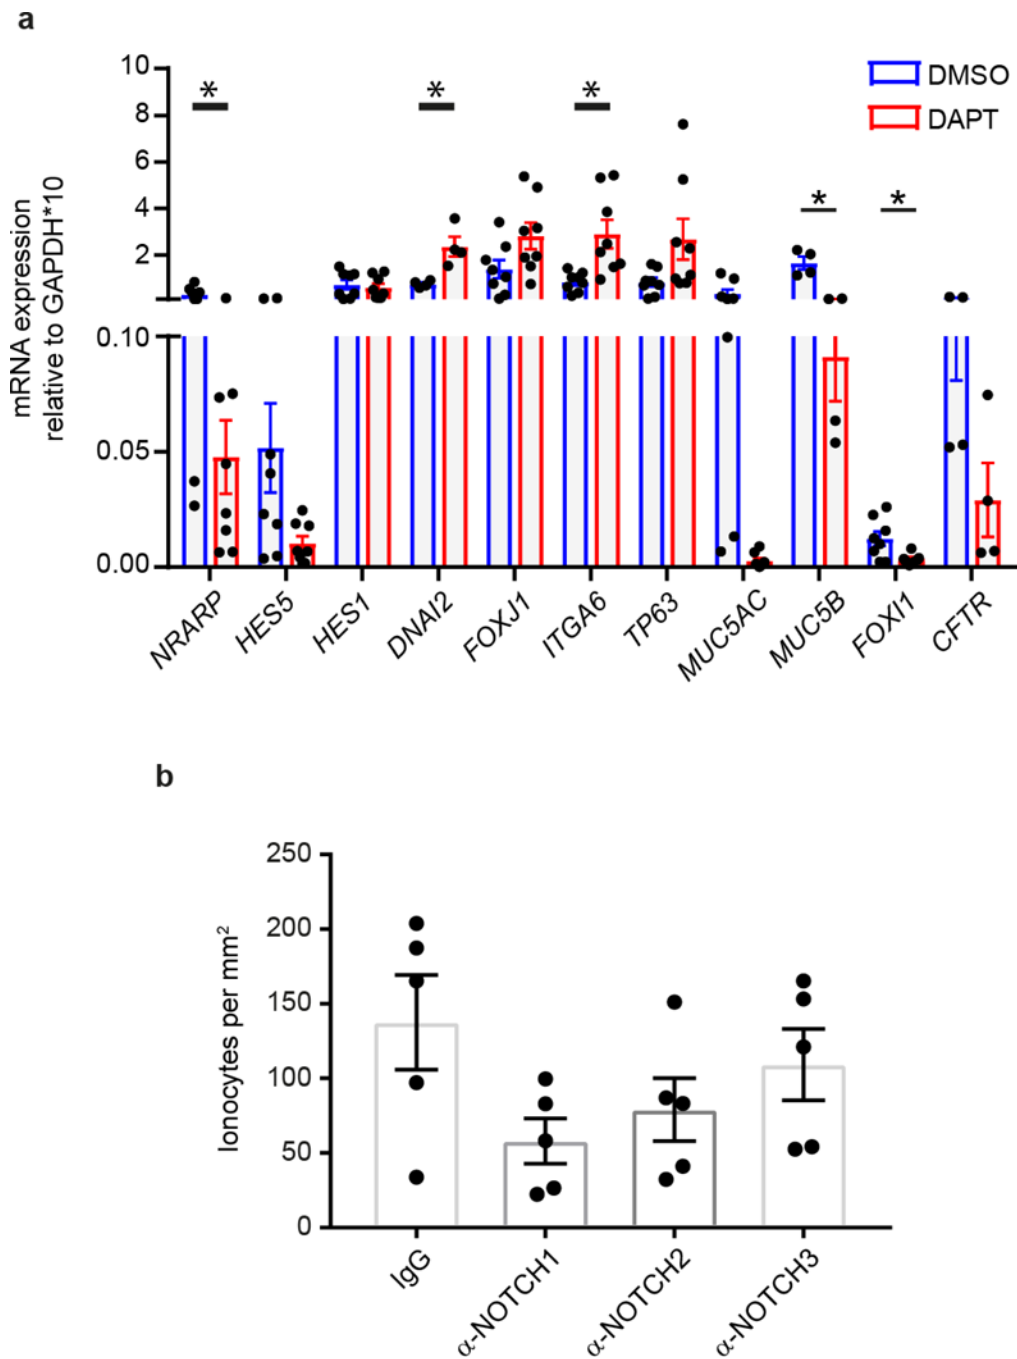 a
10
8
6
4
2
0.10
0.05
0.00
mRNA expression
relative to GAPDH*10
* * * * *
DMSO
DAPT
NRARP
HES5
HES1
DNAI2
FOXJ1
ITGA6
TP63
MUC5AC
MUC5B
FOXI1
CFTR
b
250
200
150
100
50
0
Ionocytes per mm²
IgG
α-NOTCH1
α-NOTCH2
α-NOTCH3